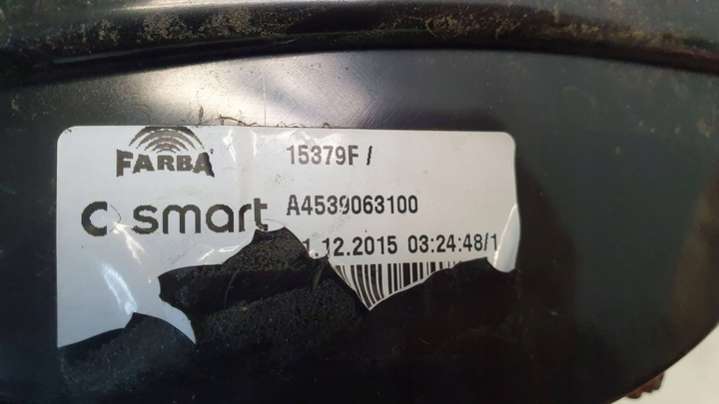 FARBA
15379F /
smart
A4539063100
1.12.2015 03:24:48/1